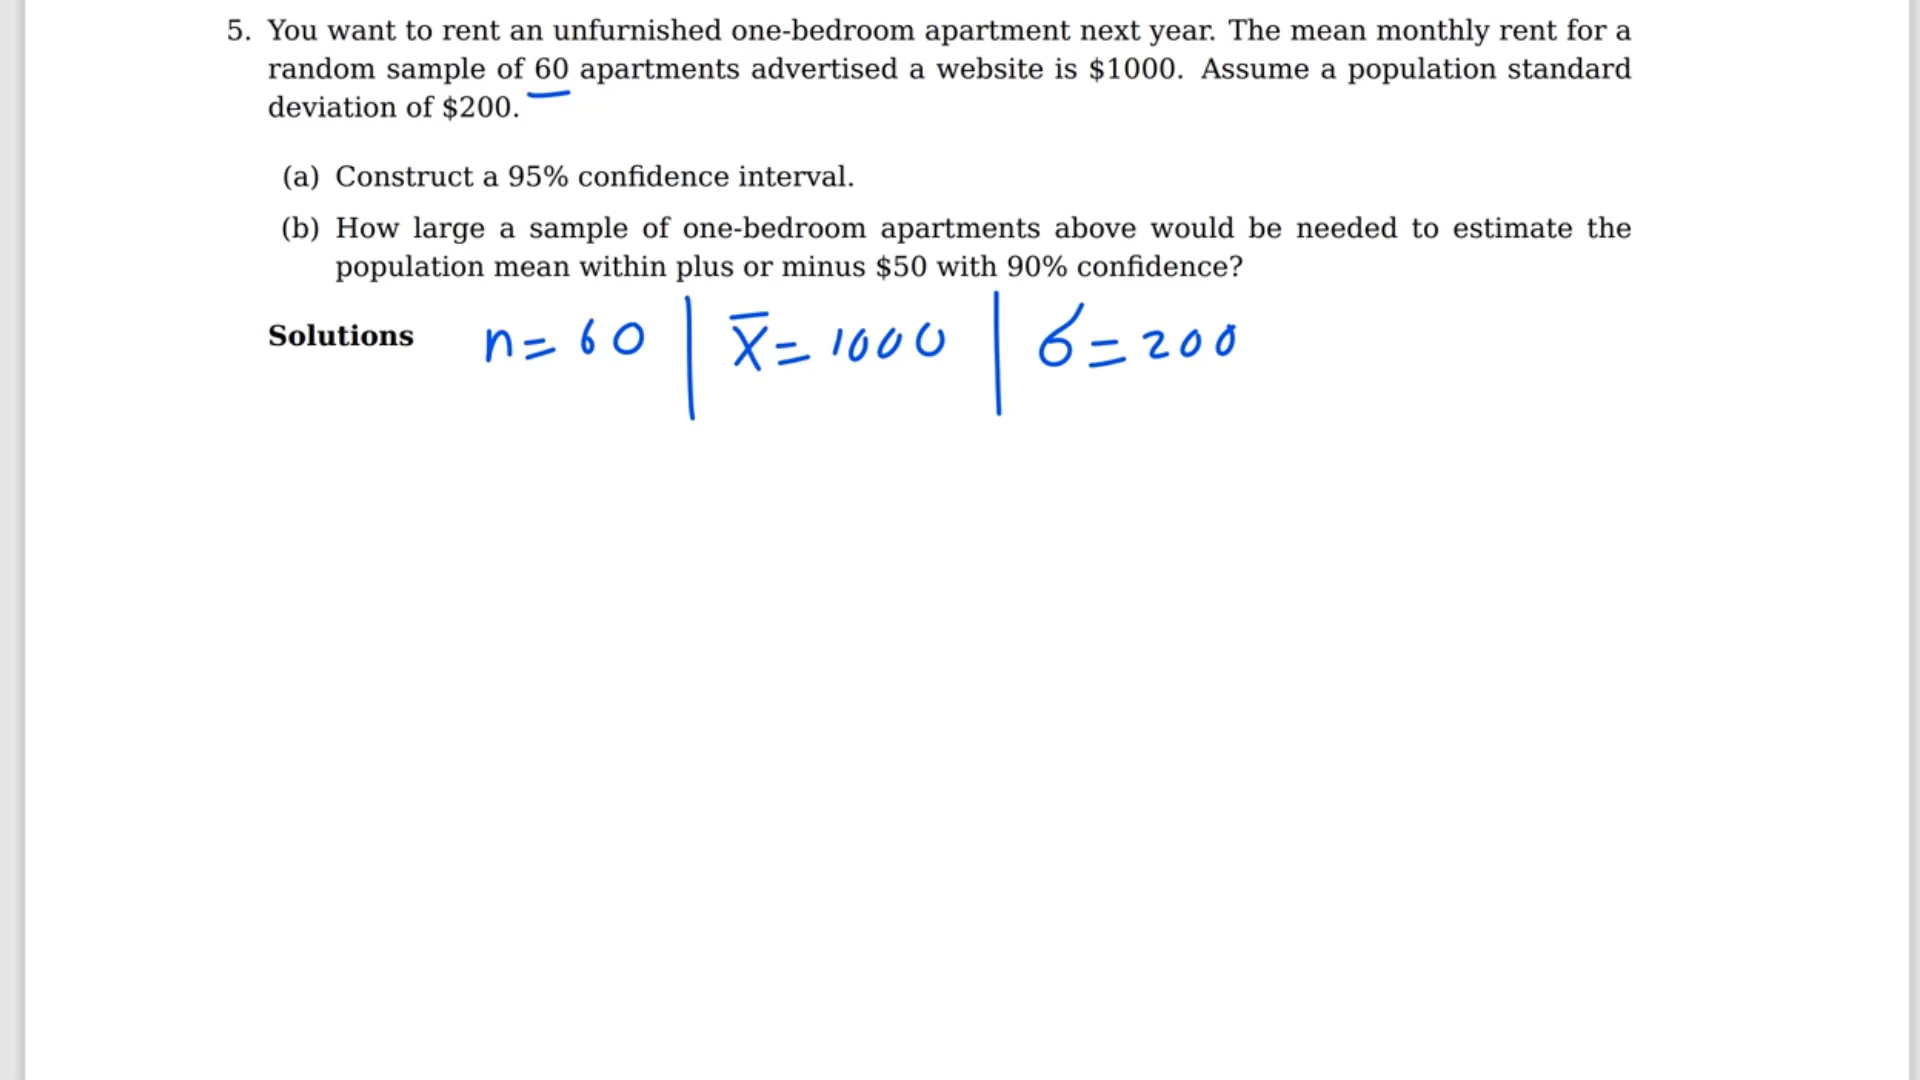 5. You want to rent an unfurnished one-bedroom apartment next year. The mean monthly rent for a
random sample of 60 apartments advertised a website is $1000. Assume a population standard
deviation of $200.
(a) Construct a 95% confidence interval.
(b) How large a sample of one-bedroom apartments above would be needed to estimate the
population mean within plus or minus $50 with 90% confidence?
Solutions n = 60 | x̄ = 1000 | σ = 200